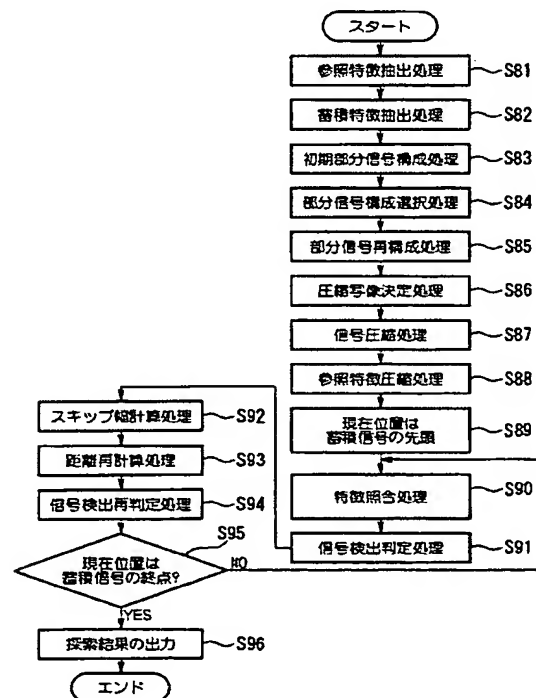 スタート
参照特徴抽出処理
S81
蓄積特徴抽出処理
S82
初期部分信号構成処理
S83
部分信号構成選択処理
S84
部分信号再構成処理
S85
圧縮写像決定処理
S86
信号圧縮処理
S87
参照特徴圧縮処理
S88
現在位置は
蓄積信号の先頭
S89
特徴照合処理
S90
信号検出判定処理
S91
スキップ幅計算処理
S92
距離再計算処理
S93
信号検出再判定処理
S94
S95
現在位置は
蓄積信号の終点?
NO
YES
探索結果の出力
S96
エンド